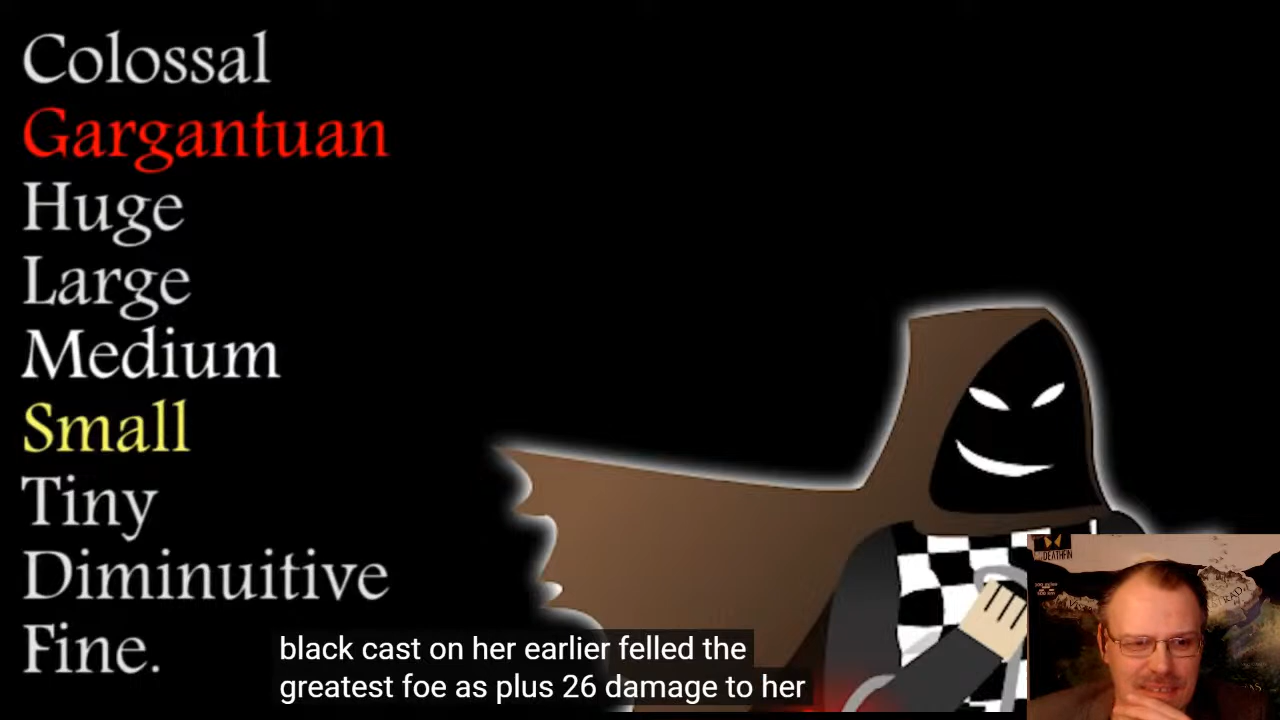 Colossal
Gargantuan
Huge
Large
Medium
Small
Tiny
Diminuitive
Fine.
black cast on her earlier felled the
greatest foe as plus 26 damage to her